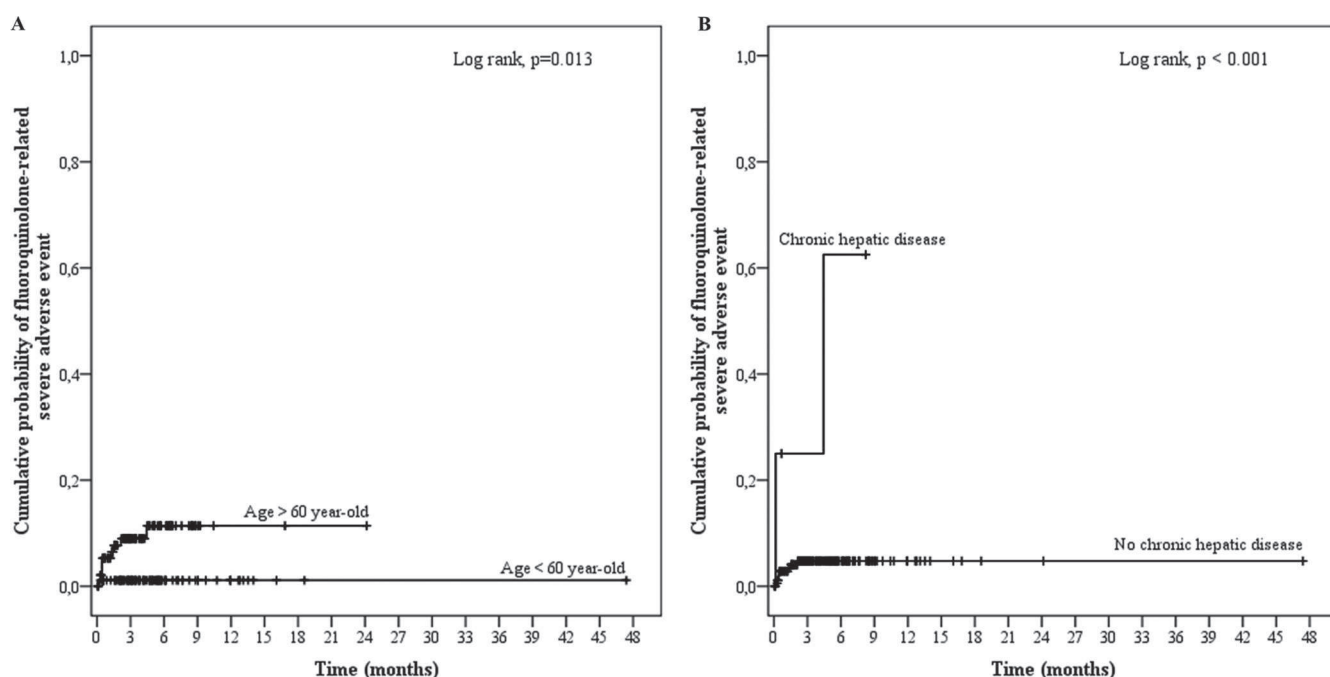 A
Log rank, p=0.013
Cumulative probability of fluoroquinolone-related
severe adverse event
1,0
0,8
0,6
0,4
0,2
0,0
Age > 60 year-old
Age < 60 year-old
0 3 6 9 12 15 18 21 24 27 30 33 36 39 42 45 48
Time (months)
B
Log rank, p < 0.001
Cumulative probability of fluoroquinolone-related
severe adverse event
1,0
0,8
0,6
0,4
0,2
0,0
Chronic hepatic disease
No chronic hepatic disease
0 3 6 9 12 15 18 21 24 27 30 33 36 39 42 45 48
Time (months)